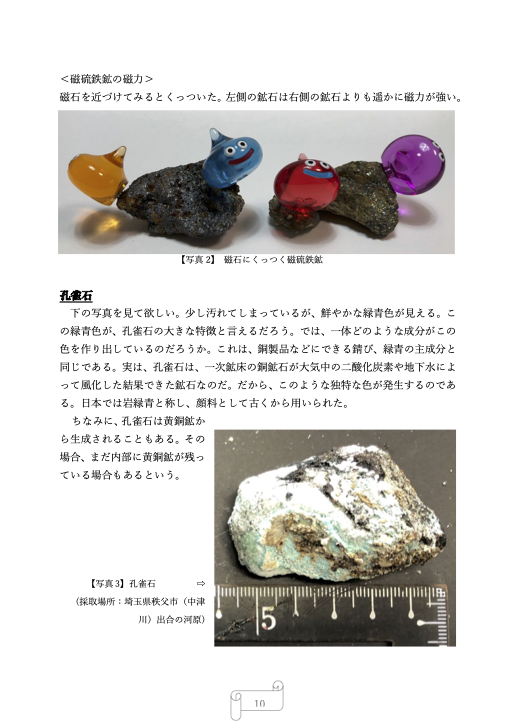 ＜磁硫鉄鉱の磁力＞
磁石を近づけてみるとくっついた。左側の鉱石は右側の鉱石よりも遥かに磁力が強い。
【写真2】 磁石にくっつく磁硫鉄鉱
孔雀石
下の写真を見て欲しい。少し汚れてしまっているが、鮮やかな緑青色が見える。こ
の緑青色が、孔雀石の大きな特徴と言えるだろう。では、一体どのような成分がこの
色を作り出しているのだろうか。これは、銅製品などにできる錆び、緑青の主成分と
同じである。実は、孔雀石は、一次鉱床の銅鉱石が大気中の二酸化炭素や地下水によ
って風化した結果できた鉱石なのだ。だから、このような独特な色が発生するのであ
る。日本では岩緑青と称し、顔料として古くから用いられた。
ちなみに、孔雀石は黄銅鉱か
ら生成されることもある。その
場合、まだ内部に黄銅鉱が残っ
ている場合もあるという。
【写真3】孔雀石 ⇨
（採取場所：埼玉県秩父市（中津
川）出合の河原）
5
10